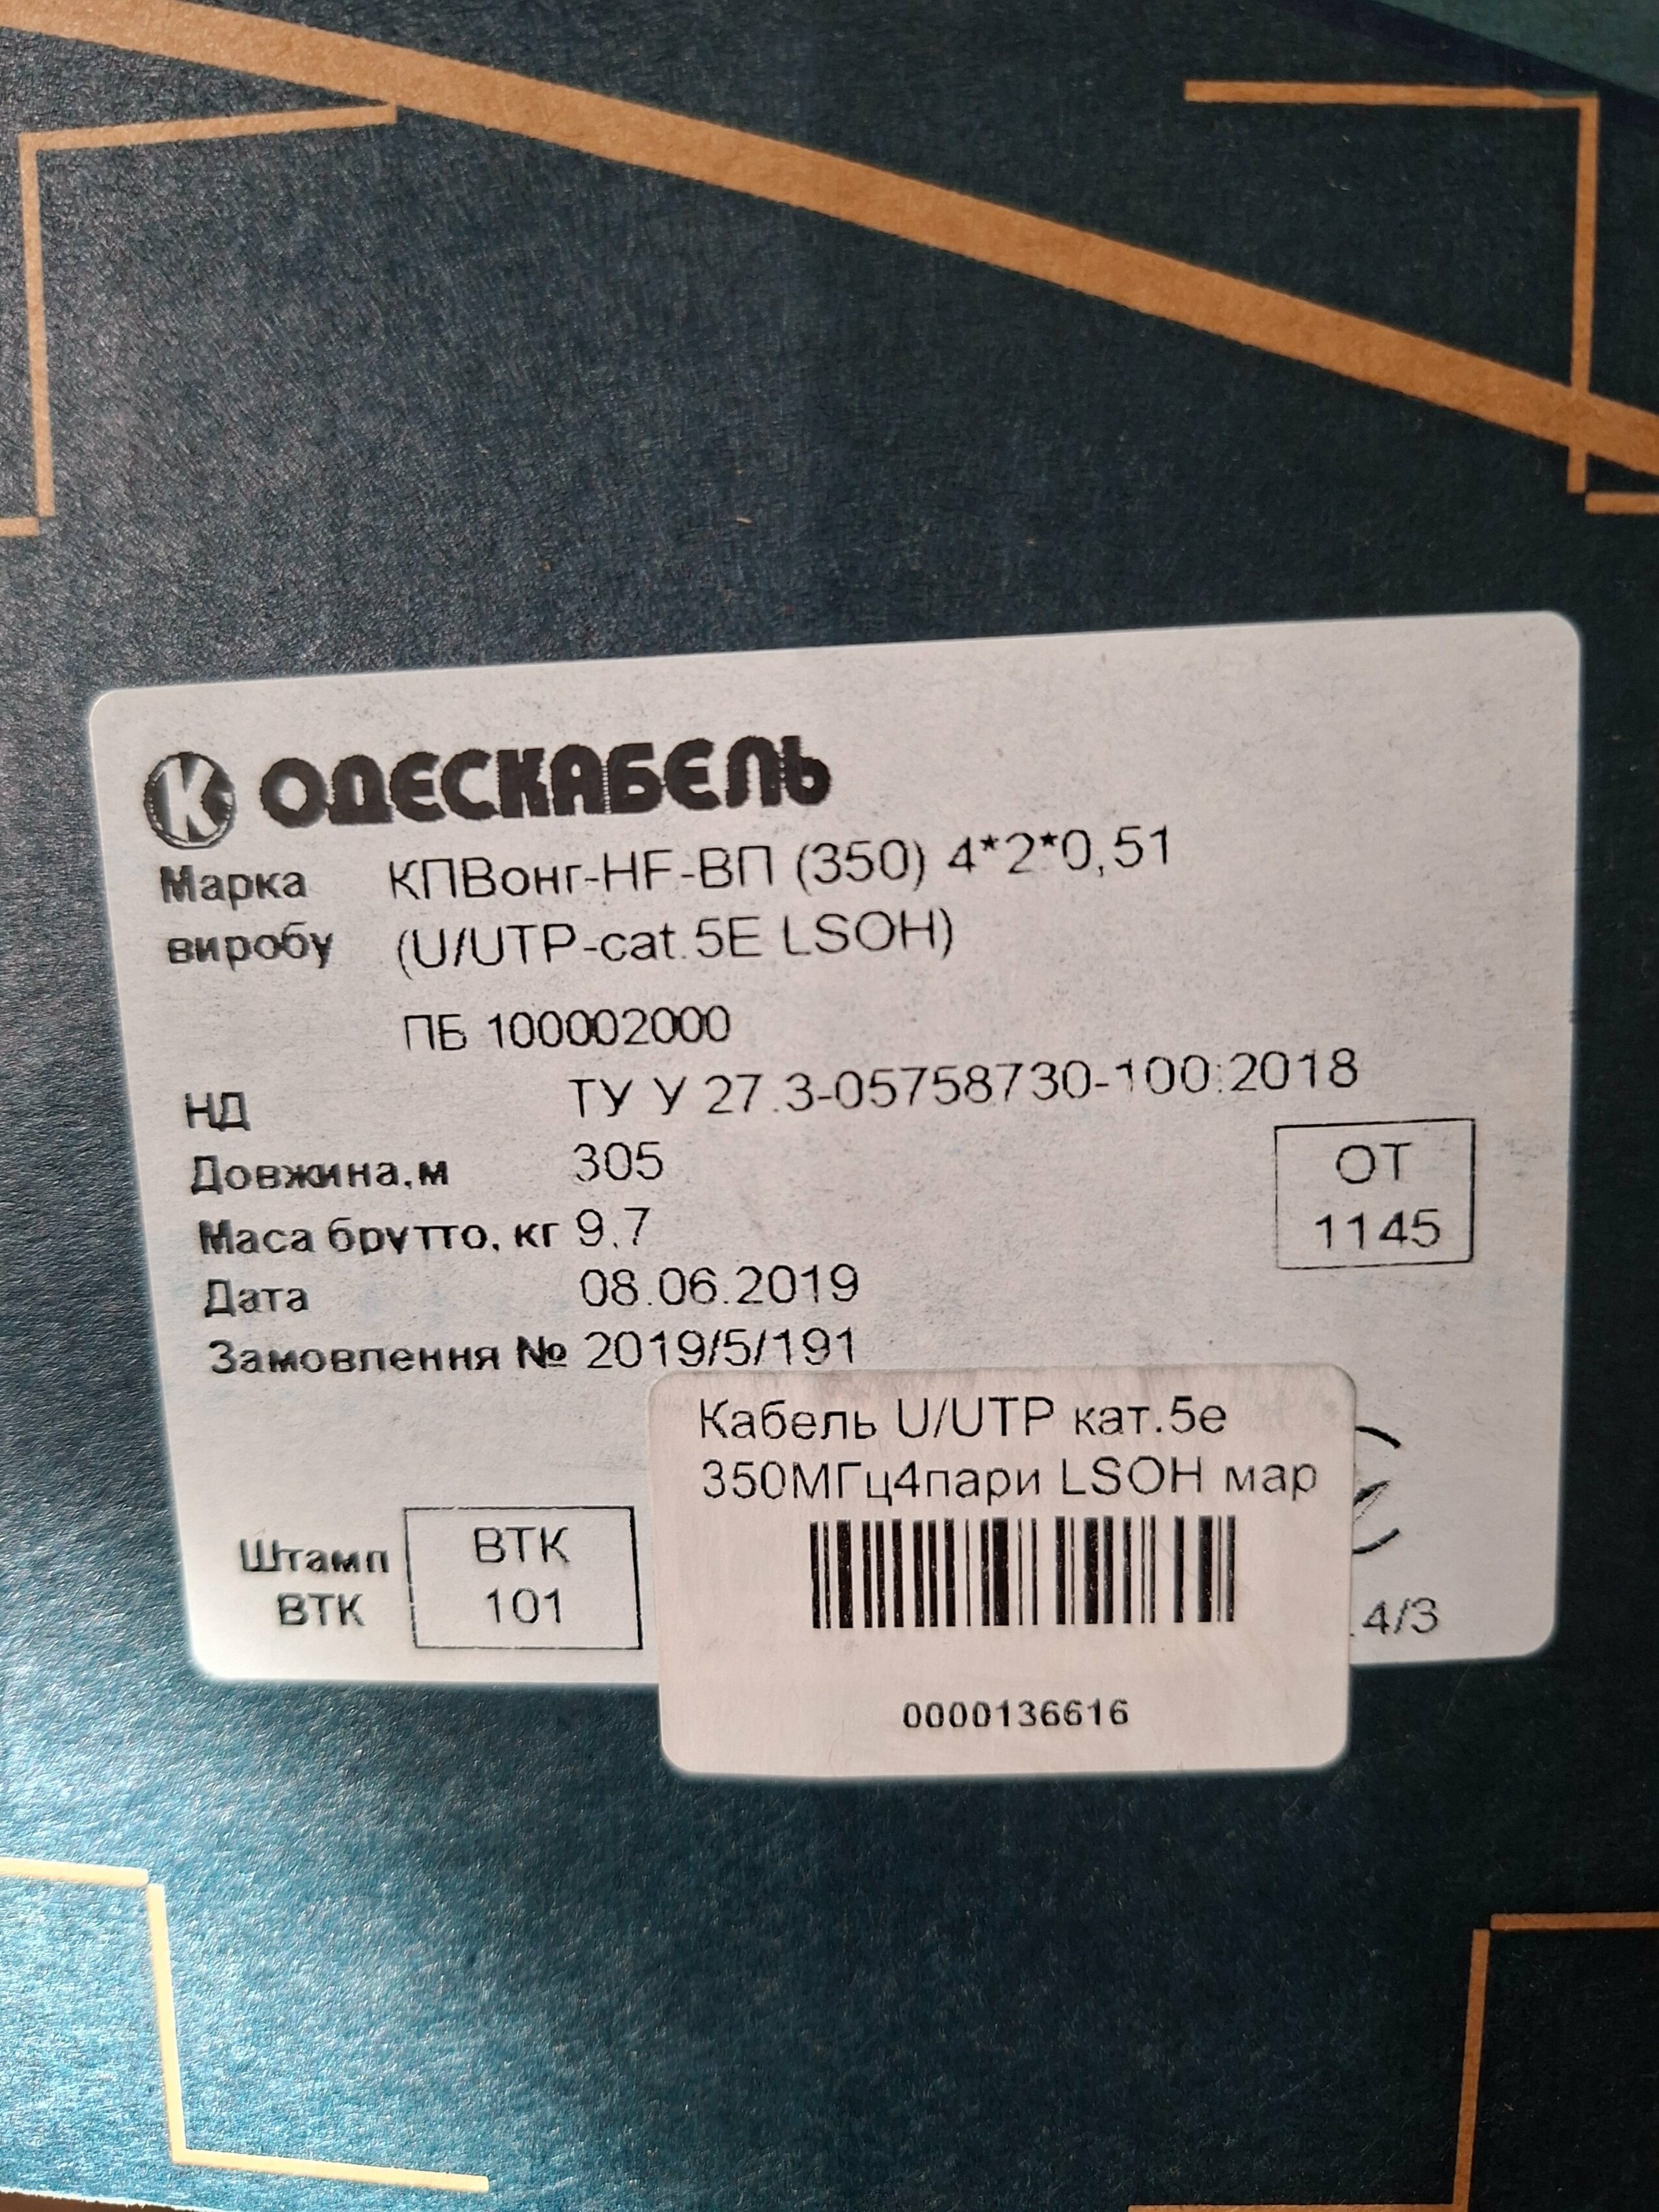 ОДЕСКАБЕЛЬ
Марка КПВонг-HF-ВП (350) 4*2*0,51
виробу (U/UTP-cat.5E LSOH)
ПБ 100002000
НД ТУ У 27.3-05758730-100:2018
Довжина,м 305
Маса брутто, кг 9,7
Дата 08.06.2019
Замовлення № 2019/5/191
ОТ
1145
Штамп
ВТК
ВТК
101
Кабель U/UTP кат.5e
350МГц4пари LSOH мар
0000136616
.4/3